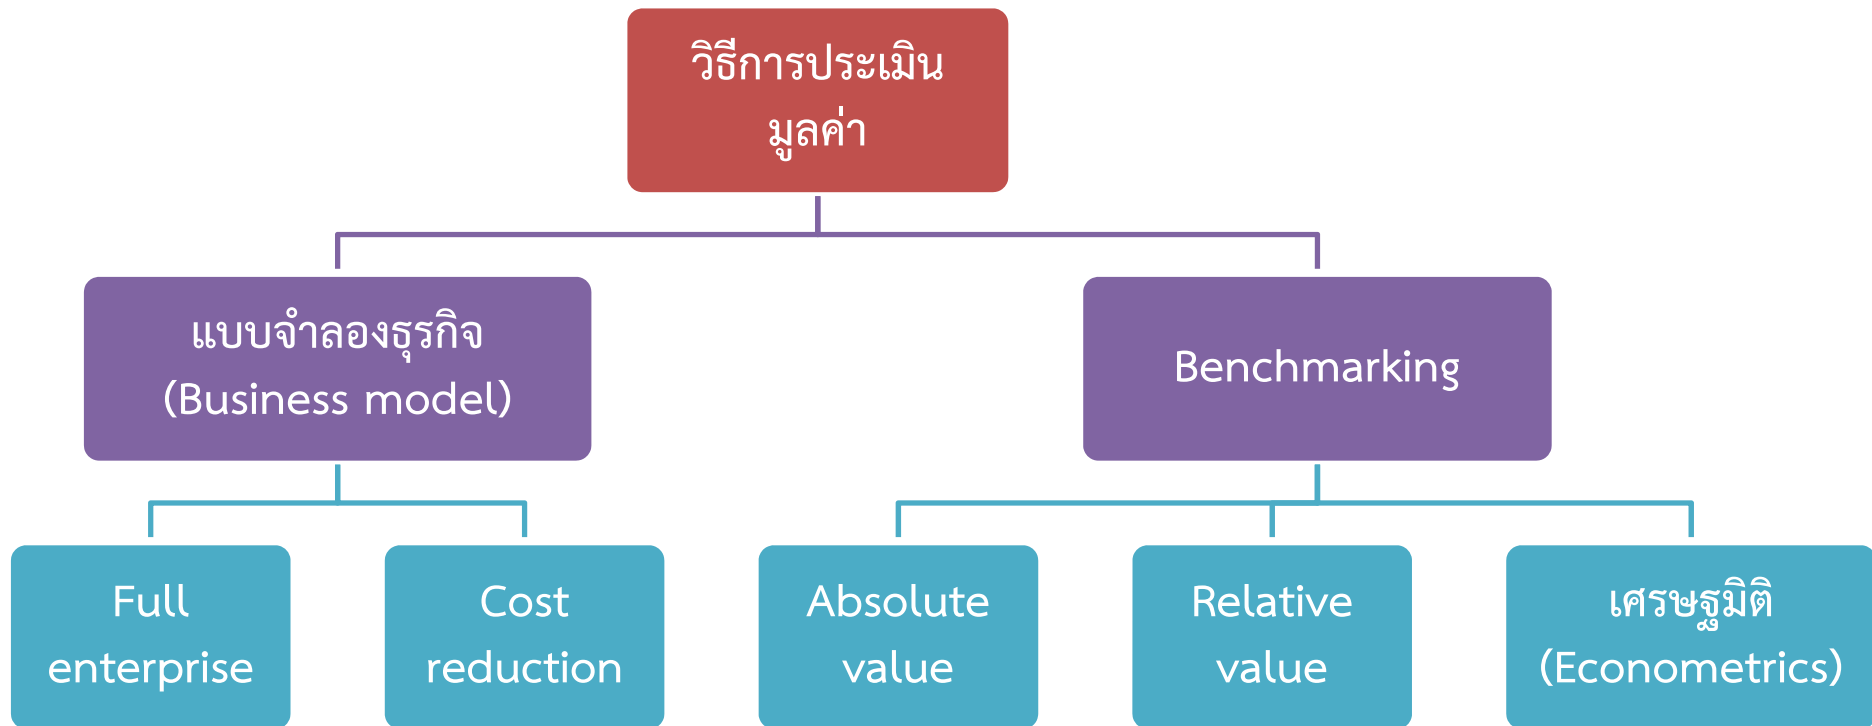 วิธีการประเมิน
มูลค่า
แบบจำลองธุรกิจ
(Business model)
Benchmarking
Full
enterprise
Cost
reduction
Absolute
value
Relative
value
เศรษฐมิติ
(Econometrics)